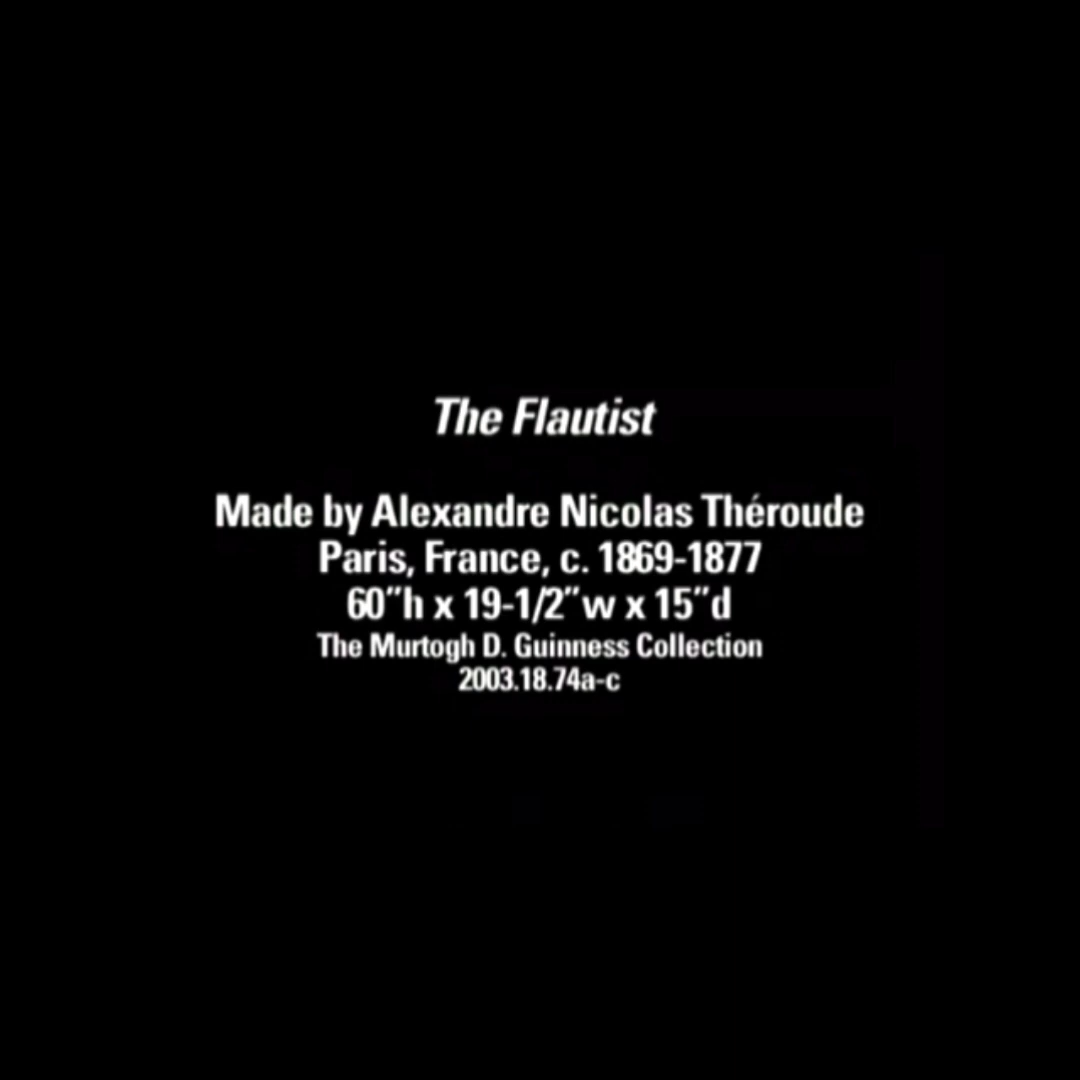 The Flautist
Made by Alexandre Nicolas Théroude
Paris, France, c. 1869-1877
60"h x 19-1/2"w x 15"d
The Murtogh D. Guinness Collection
2003.18.74a-c